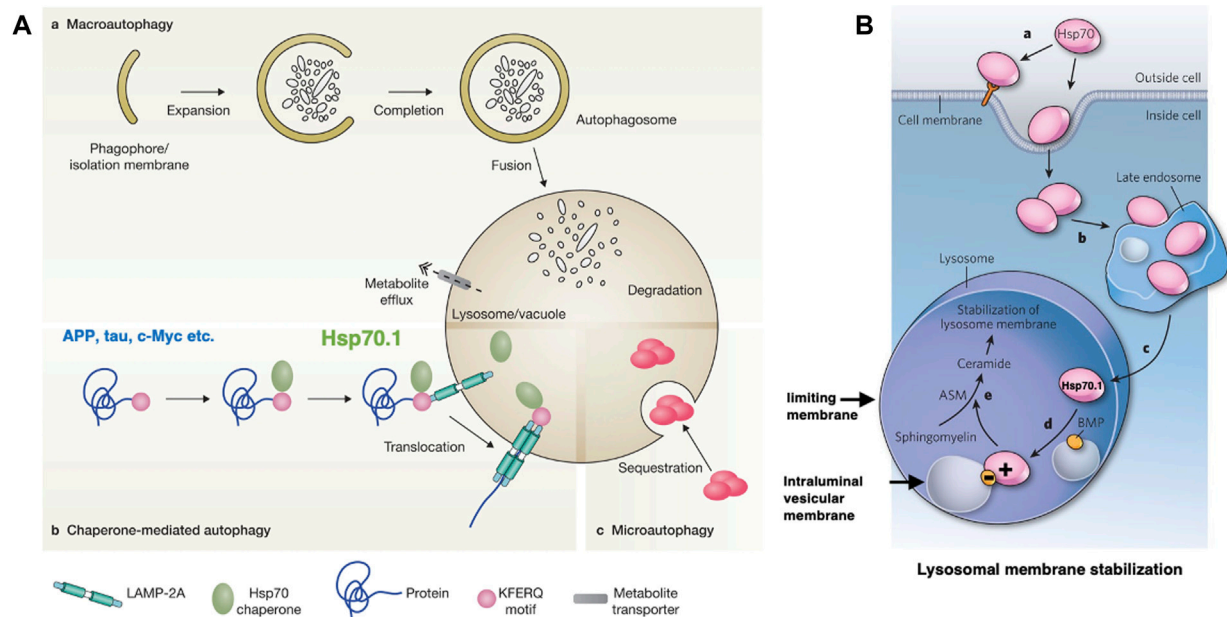 A
a Macroautophagy
Expansion
Completion
Autophagosome
Phagophore/
isolation membrane
Fusion
Metabolite
efflux
Degradation
Lysosome/vacuole
APP, tau, c-Myc etc.
Hsp70.1
Translocation
Sequestration
b Chaperone-mediated autophagy
c Microautophagy
LAMP-2A
Hsp70
chaperone
Protein
KFERQ
motif
Metabolite
transporter
B
a
Hsp70
Outside cell
Cell membrane
Inside cell
Late endosome
b
Lysosome
Stabilization of
lysosome membrane
c
Ceramide
Hsp70.1
limiting
membrane
ASM
e
d
BMP
Sphingomyelin
+
−
Intraluminal
vesicular
membrane
Lysosomal membrane stabilization